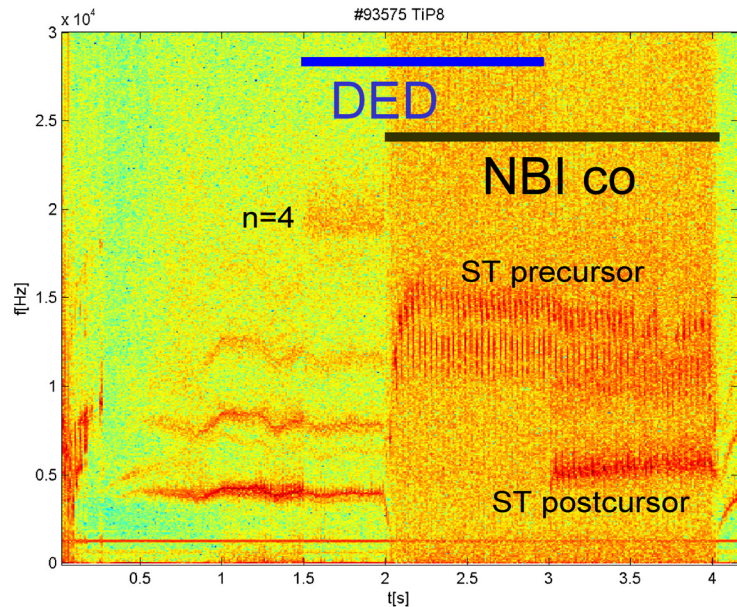 #93575 TiP8
x 10⁴
3
2.5
2
1.5
1
0.5
0
f[Hz]
DED
NBI co
n=4
ST precursor
ST postcursor
0.5
1
1.5
2
2.5
3
3.5
4
t[s]